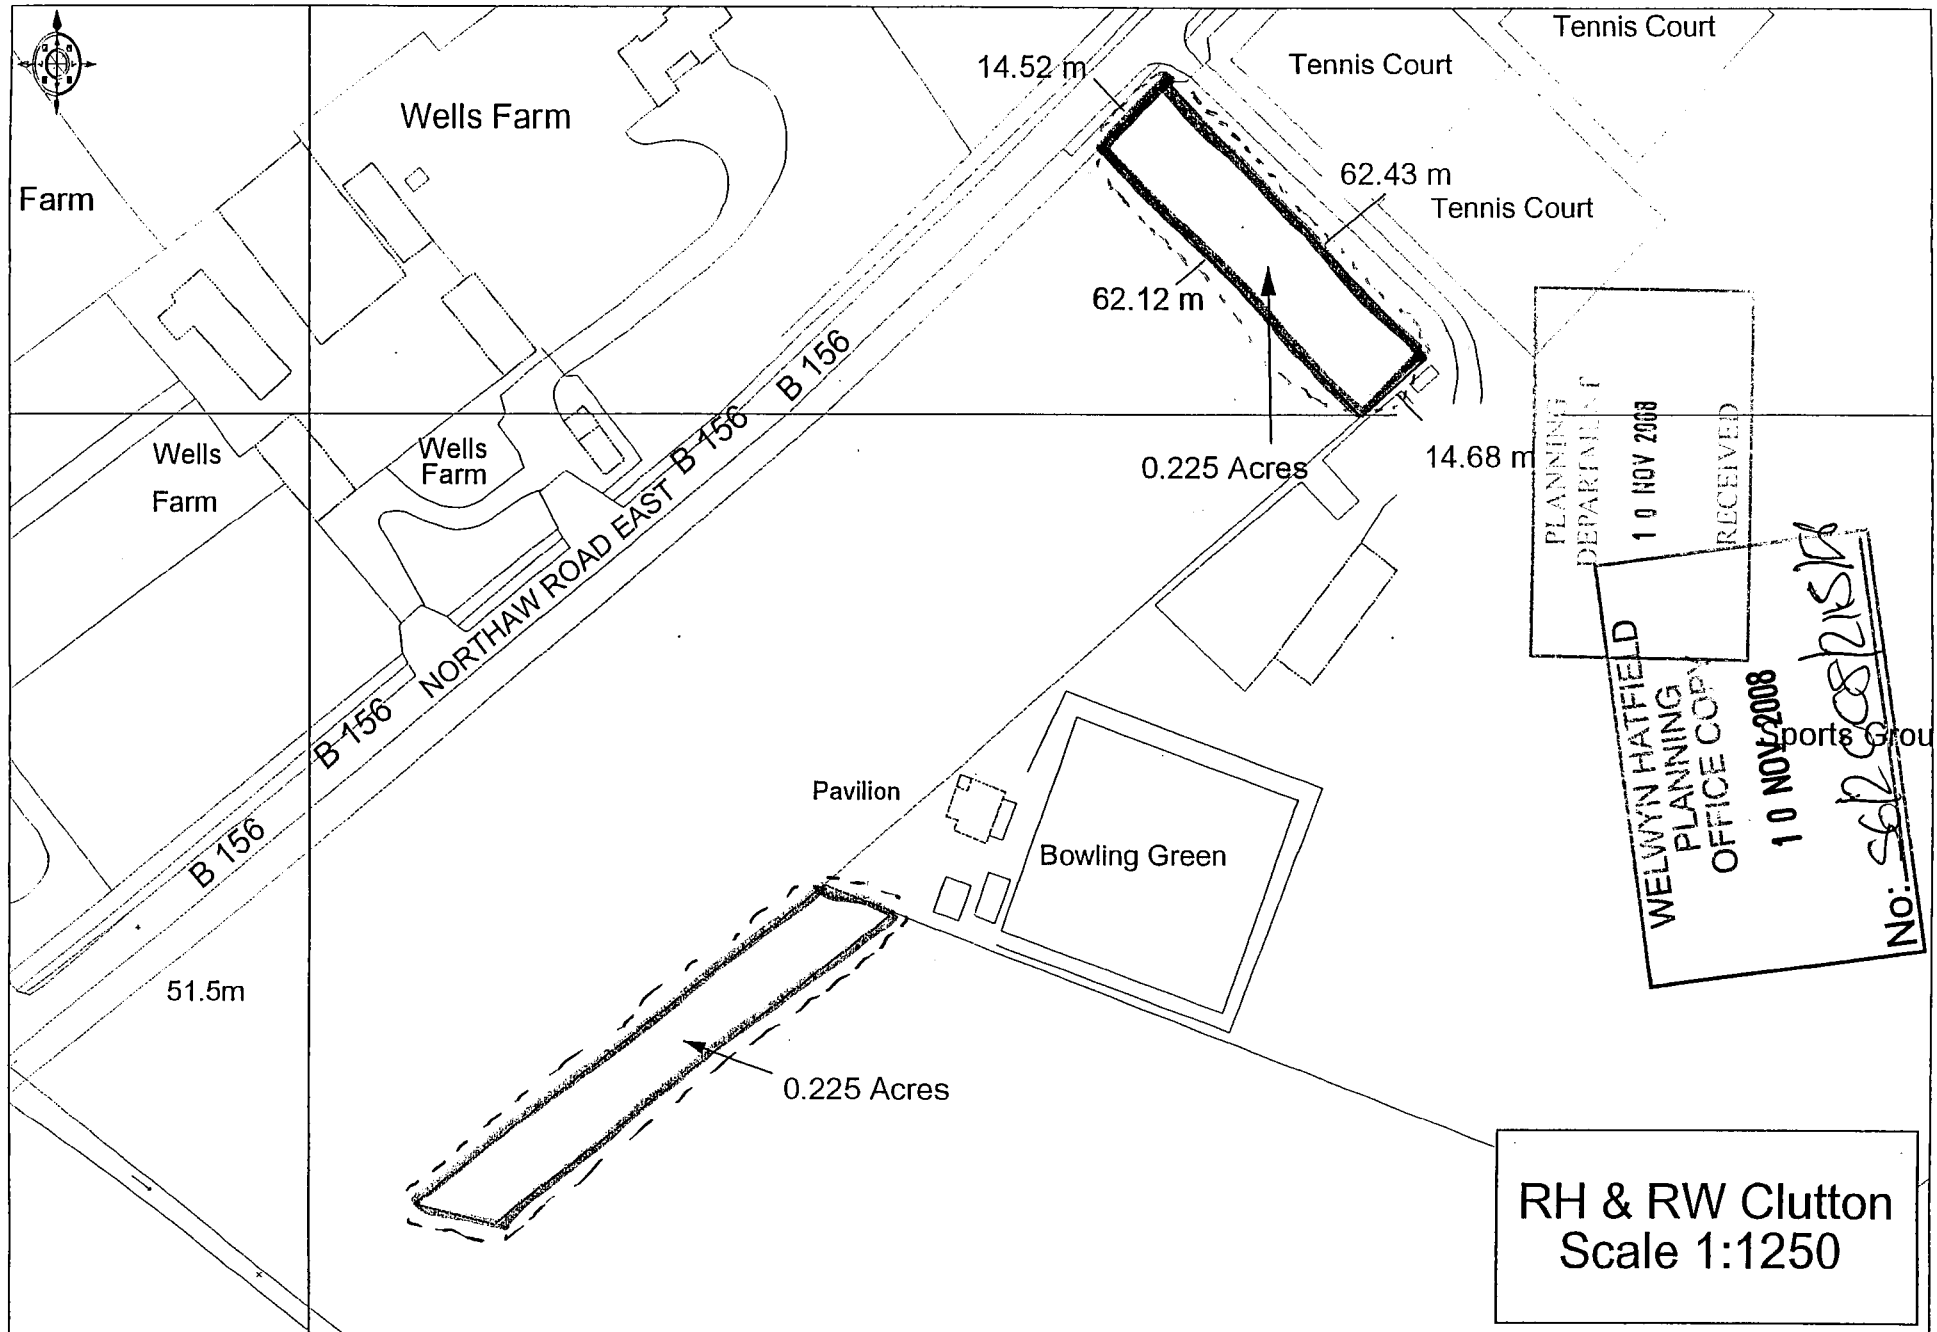 Tennis Court
Tennis Court
14.52 m
Wells Farm
62.43 m
Farm
Tennis Court
62.12 m
B 156
B 156
Wells
Farm
Wells
Farm
0.225 Acres
14.68 m
PLANNING
DEPARTMENT
10 NOV 2008
RECEIVED
NORTHAW ROAD EAST
B 156
B 156
WELWYN HATFIELD
PLANNING
OFFICE COPY
10 NOV 2008
No:
Sports Grou
Pavilion
Bowling Green
51.5m
0.225 Acres
RH & RW Clutton
Scale 1:1250